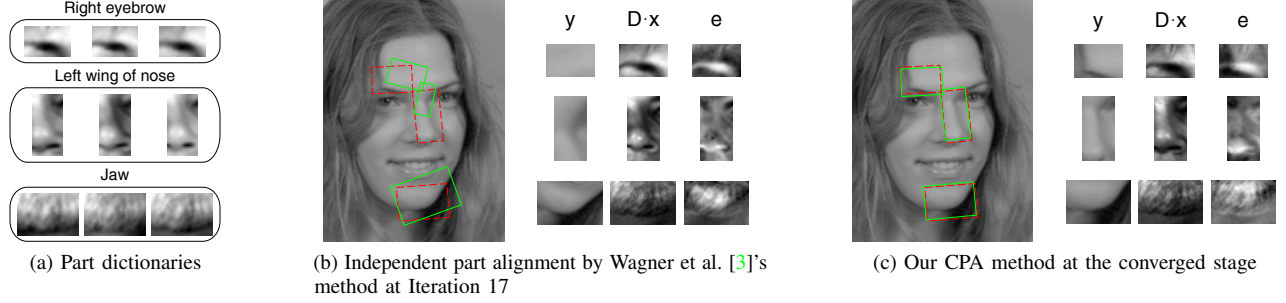 Right eyebrow
Left wing of nose
Jaw
(a) Part dictionaries
y D·x e
(b) Independent part alignment by Wagner et al. [3]'s
method at Iteration 17
y D·x e
(c) Our CPA method at the converged stage